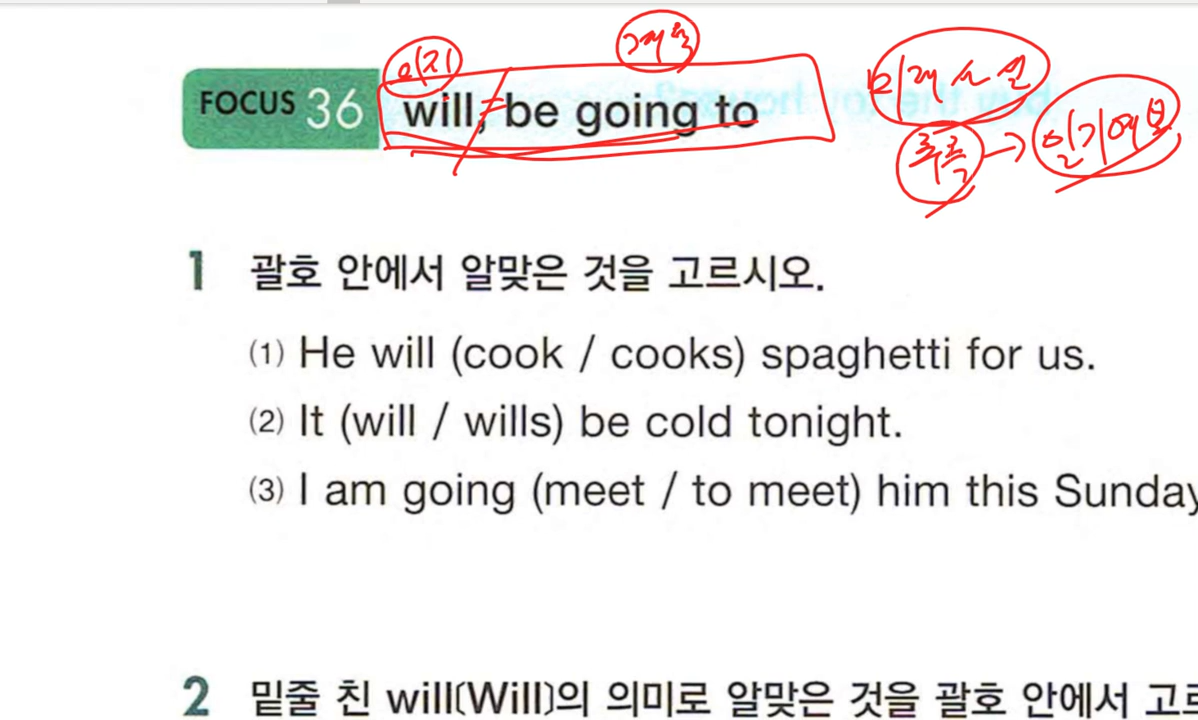 의지 계획
미래
FOCUS 36 will, be going to
추측 → 일기예보
1 괄호 안에서 알맞은 것을 고르시오.
(1) He will (cook / cooks) spaghetti for us.
(2) It (will / wills) be cold tonight.
(3) I am going (meet / to meet) him this Sunday
2 밑줄 친 will(Will)의 의미로 알맞은 것을 괄호 안에서 고르